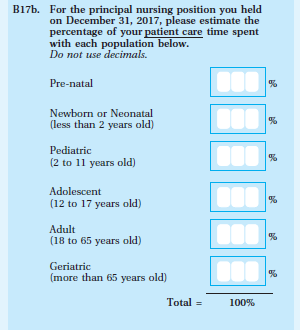 B17b. For the principal nursing position you held
on December 31, 2017, please estimate the
percentage of your patient care time spent
with each population below.
Do not use decimals.
Pre-natal %
Newborn or Neonatal
(less than 2 years old) %
Pediatric
(2 to 11 years old) %
Adolescent
(12 to 17 years old) %
Adult
(18 to 65 years old) %
Geriatric
(more than 65 years old) %
Total = 100%